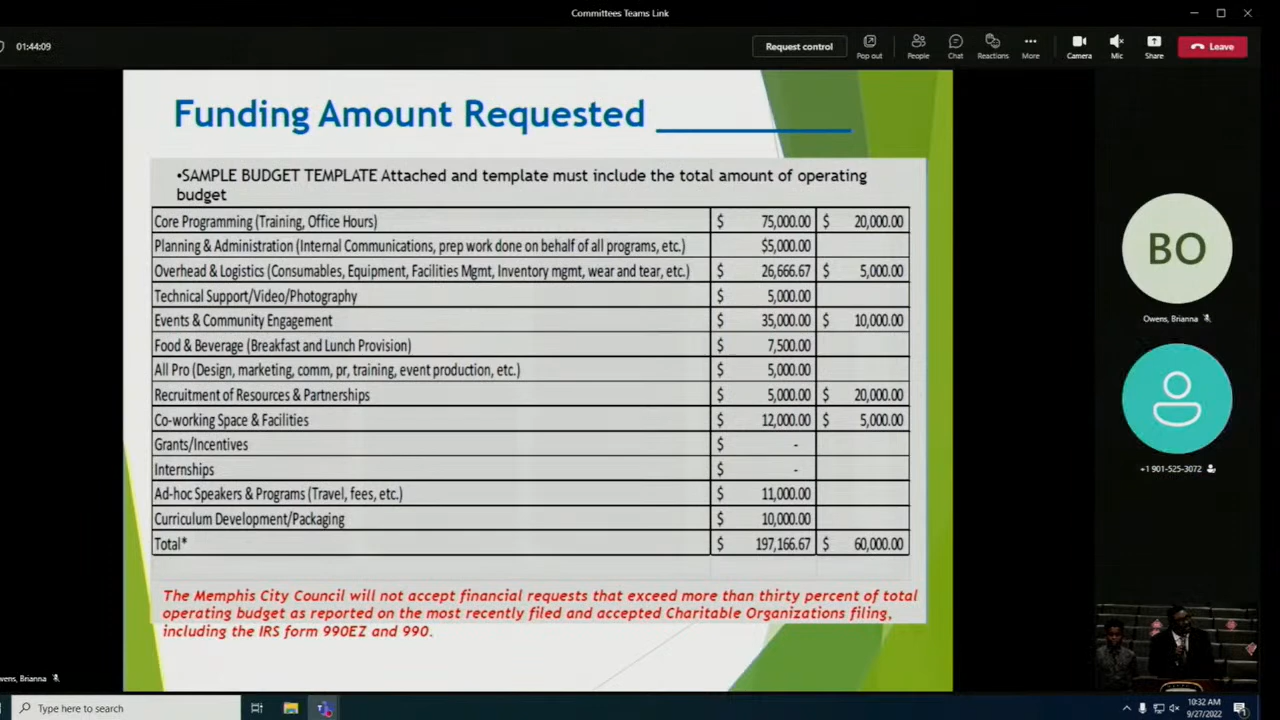 Committees Teams Link
01:44:09
Request control
Pop out
People
Chat
Reactions
More
Camera
Mic
Share
Leave
Funding Amount Requested __________
•SAMPLE BUDGET TEMPLATE Attached and template must include the total amount of operating
budget
Core Programming (Training, Office Hours) $ 75,000.00 $ 20,000.00
Planning & Administration (Internal Communications, prep work done on behalf of all programs, etc.) $5,000.00
Overhead & Logistics (Consumables, Equipment, Facilities Mgmt, Inventory mgmt, wear and tear, etc.) $ 26,666.67 $ 5,000.00
Technical Support/Video/Photography $ 5,000.00
Events & Community Engagement $ 35,000.00 $ 10,000.00
Food & Beverage (Breakfast and Lunch Provision) $ 7,500.00
All Pro (Design, marketing, comm, pr, training, event production, etc.) $ 5,000.00
Recruitment of Resources & Partnerships $ 5,000.00 $ 20,000.00
Co-working Space & Facilities $ 12,000.00 $ 5,000.00
Grants/Incentives $ -
Internships $ -
Ad-hoc Speakers & Programs (Travel, fees, etc.) $ 11,000.00
Curriculum Development/Packaging $ 10,000.00
Total* $ 197,166.67 $ 60,000.00
The Memphis City Council will not accept financial requests that exceed more than thirty percent of total
operating budget as reported on the most recently filed and accepted Charitable Organizations filing,
including the IRS form 990EZ and 990.
BO
Owens, Brianna
+1 901-525-3072
wens, Brianna
Type here to search
10:32 AM
9/27/2022